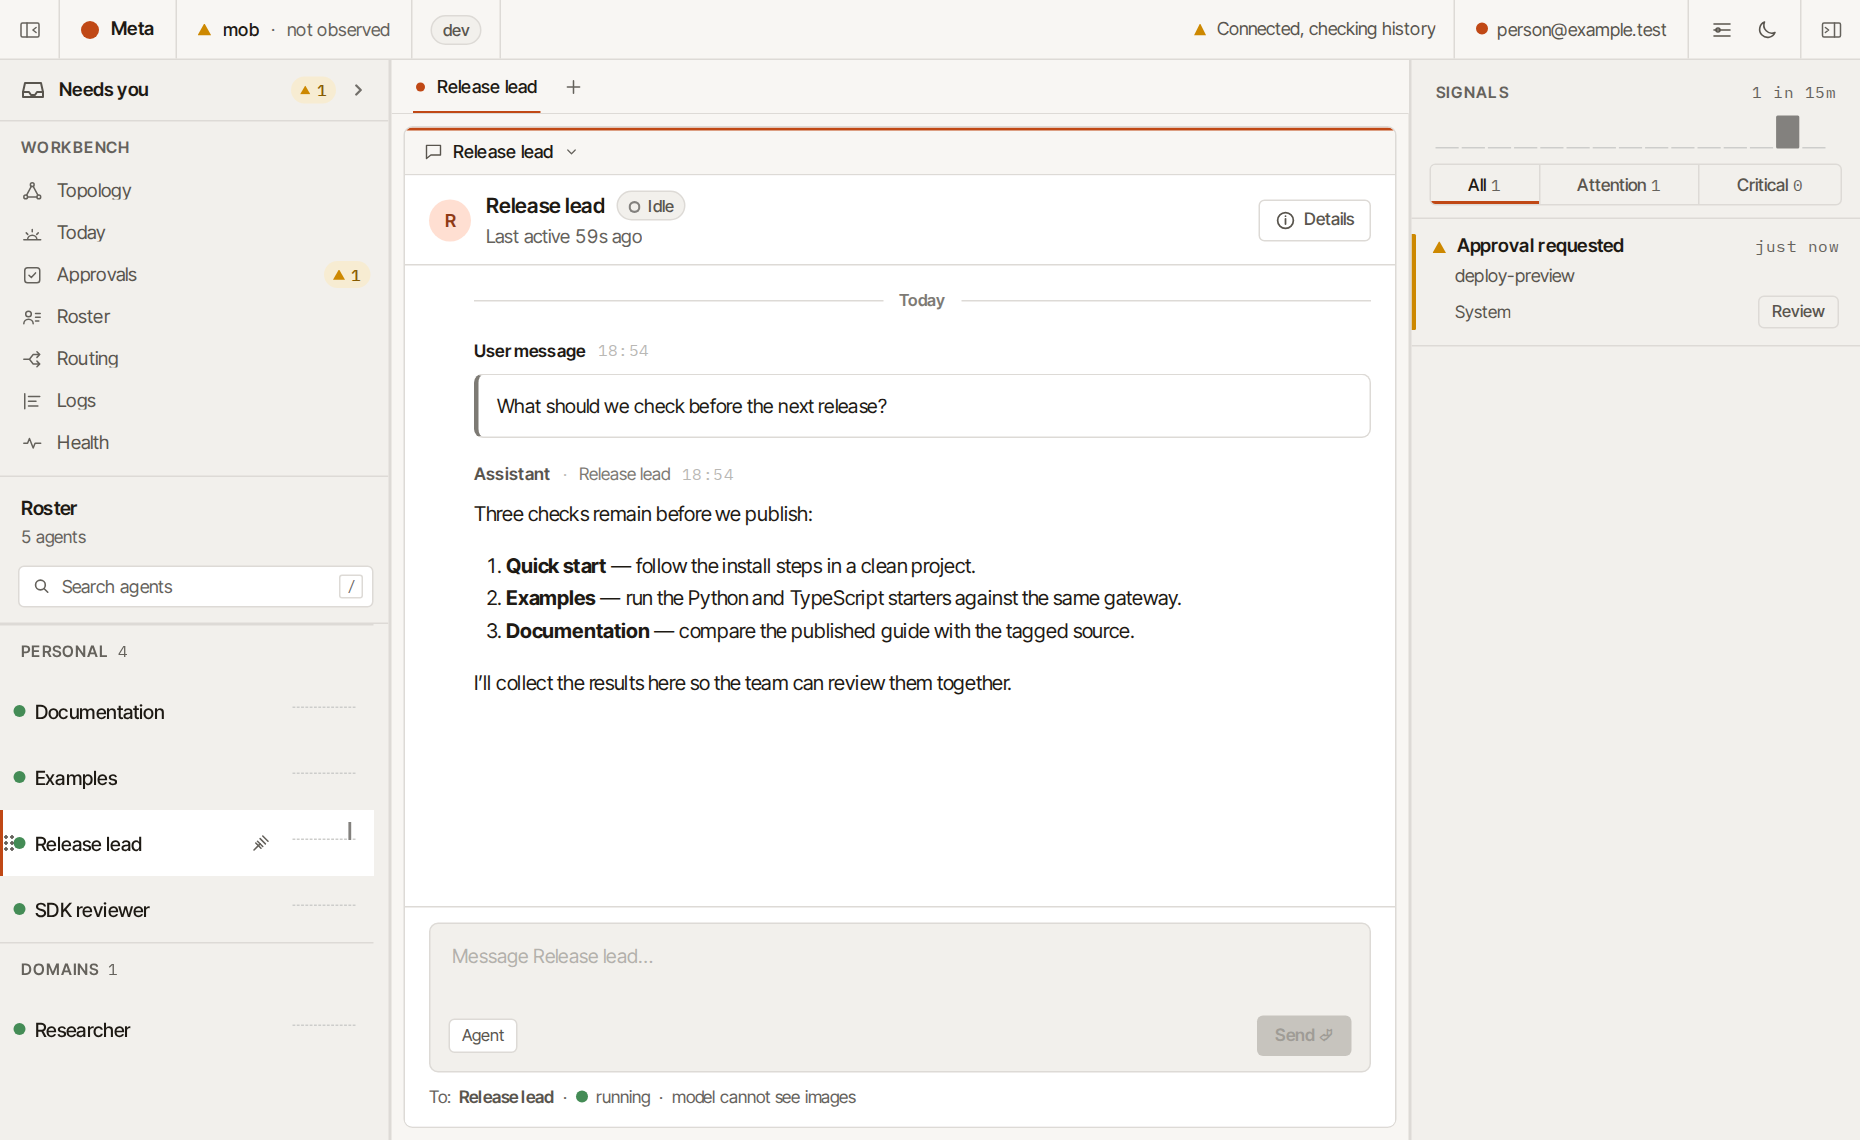 Meta
mob · not observed
dev
Connected, checking history
person@example.test
Needs you
1
WORKBENCH
Topology
Today
Approvals
1
Roster
Routing
Logs
Health
Roster
5 agents
Search agents
/
PERSONAL 4
Documentation
Examples
Release lead
SDK reviewer
DOMAINS 1
Researcher
Release lead
Release lead
R
Release lead
Idle
Last active 59s ago
Details
Today
User message 18:54
What should we check before the next release?
Assistant · Release lead 18:54
Three checks remain before we publish:
1. Quick start — follow the install steps in a clean project.
2. Examples — run the Python and TypeScript starters against the same gateway.
3. Documentation — compare the published guide with the tagged source.
I’ll collect the results here so the team can review them together.
Message Release lead...
Agent
Send
To: Release lead · running · model cannot see images
SIGNALS
1 in 15m
All 1
Attention 1
Critical 0
Approval requested
just now
deploy-preview
System
Review